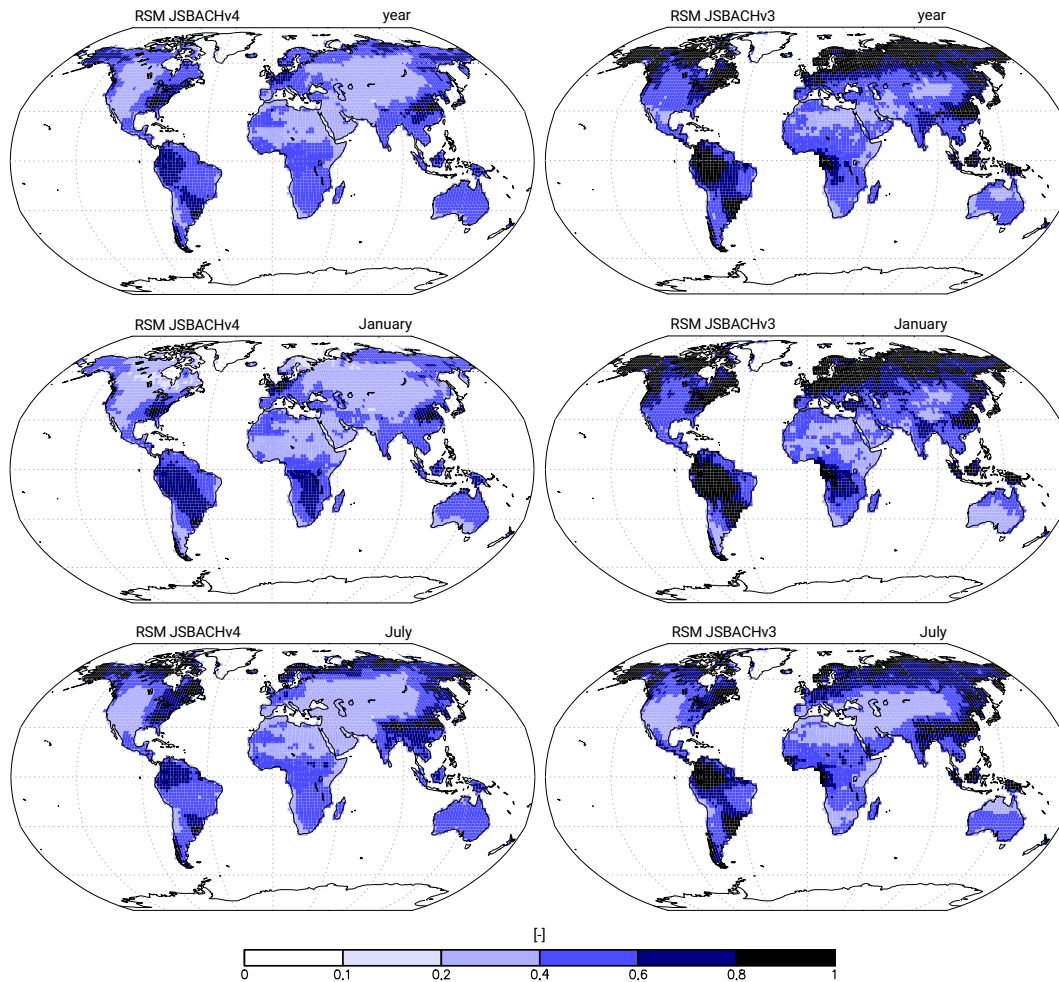 RSM JSBACHv4 year RSM JSBACHv3 year
RSM JSBACHv4 January RSM JSBACHv3 January
RSM JSBACHv4 July RSM JSBACHv3 July
[-]
0 0.1 0.2 0.4 0.6 0.8 1